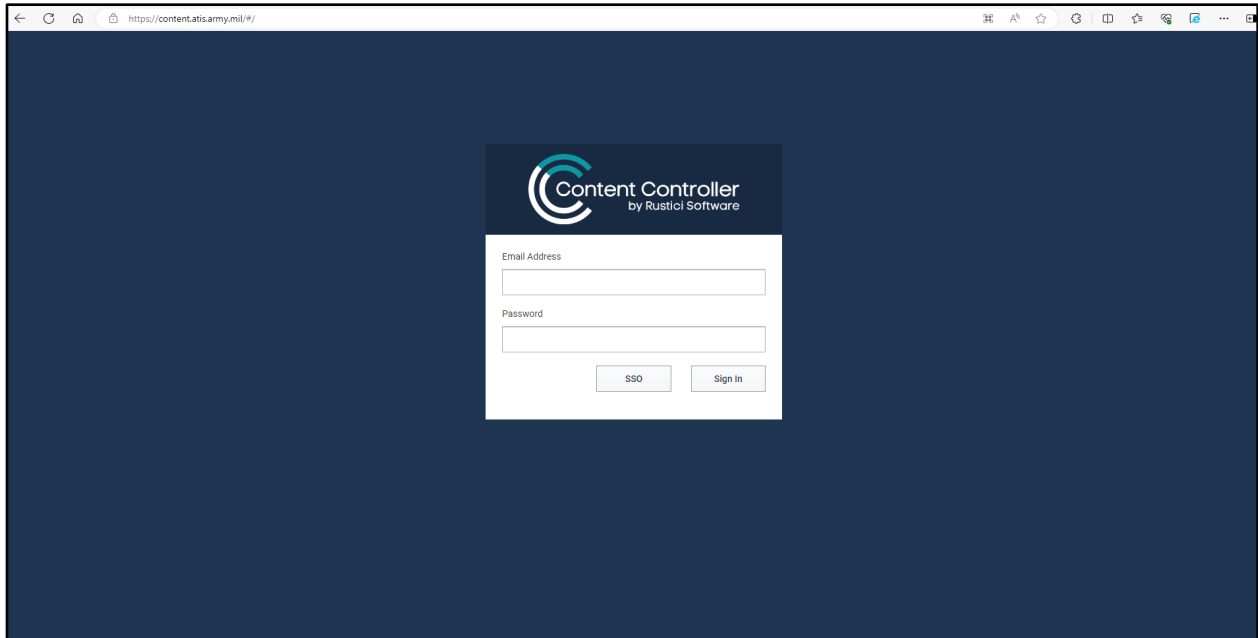 https://content.atis.army.mil/#/
Content Controller
by Rustici Software
Email Address
Password
SSO
Sign In